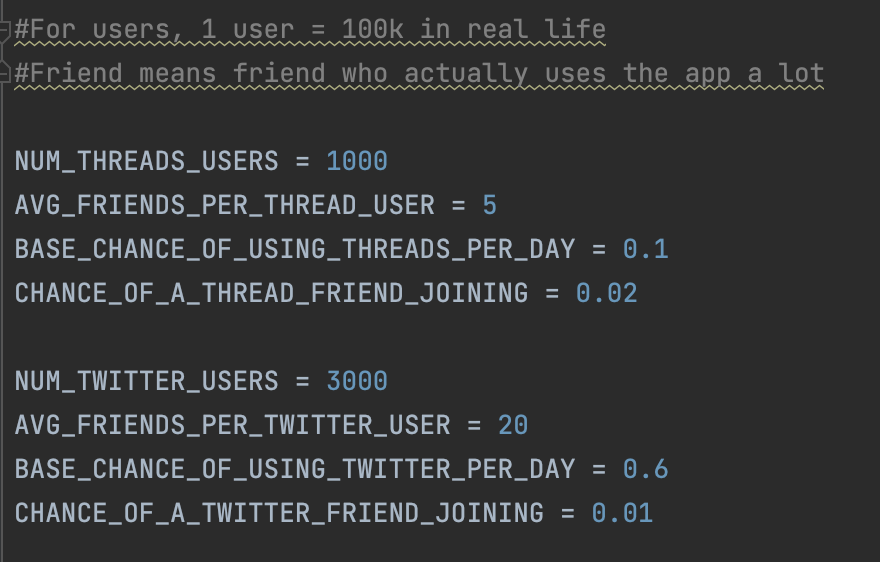 #For users, 1 user = 100k in real life
#Friend means friend who actually uses the app a lot
NUM_THREADS_USERS = 1000
AVG_FRIENDS_PER_THREAD_USER = 5
BASE_CHANCE_OF_USING_THREADS_PER_DAY = 0.1
CHANCE_OF_A_THREAD_FRIEND_JOINING = 0.02
NUM_TWITTER_USERS = 3000
AVG_FRIENDS_PER_TWITTER_USER = 20
BASE_CHANCE_OF_USING_TWITTER_PER_DAY = 0.6
CHANCE_OF_A_TWITTER_FRIEND_JOINING = 0.01